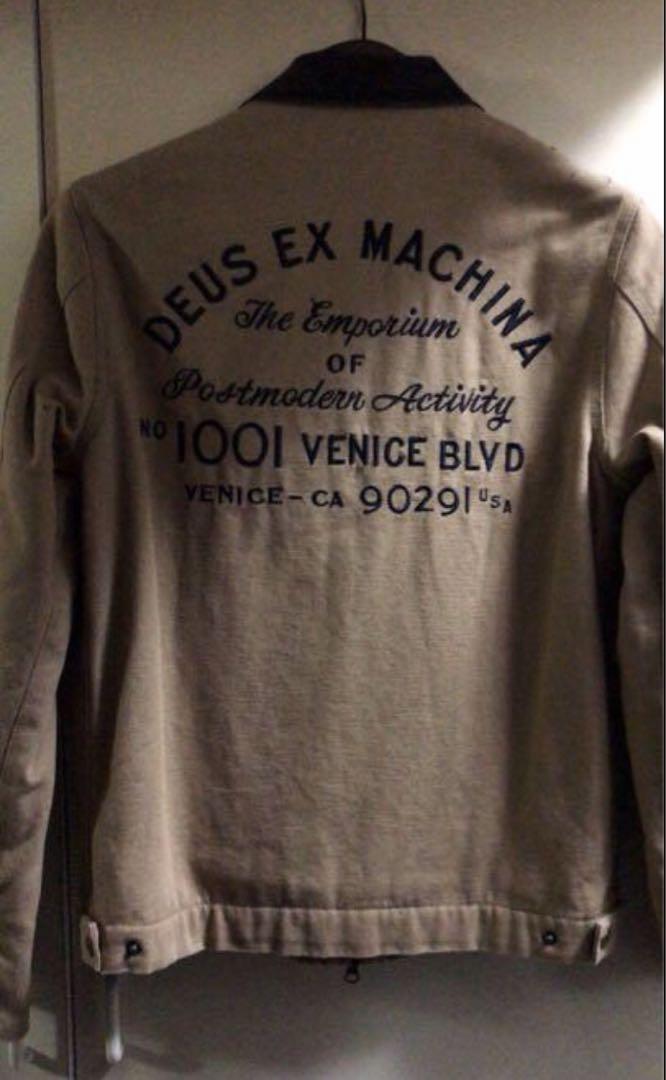 DEUS EX MACHINA
The Emporium
OF
Postmodern Activity
NO 1001 VENICE BLVD
VENICE-CA 90291 USA